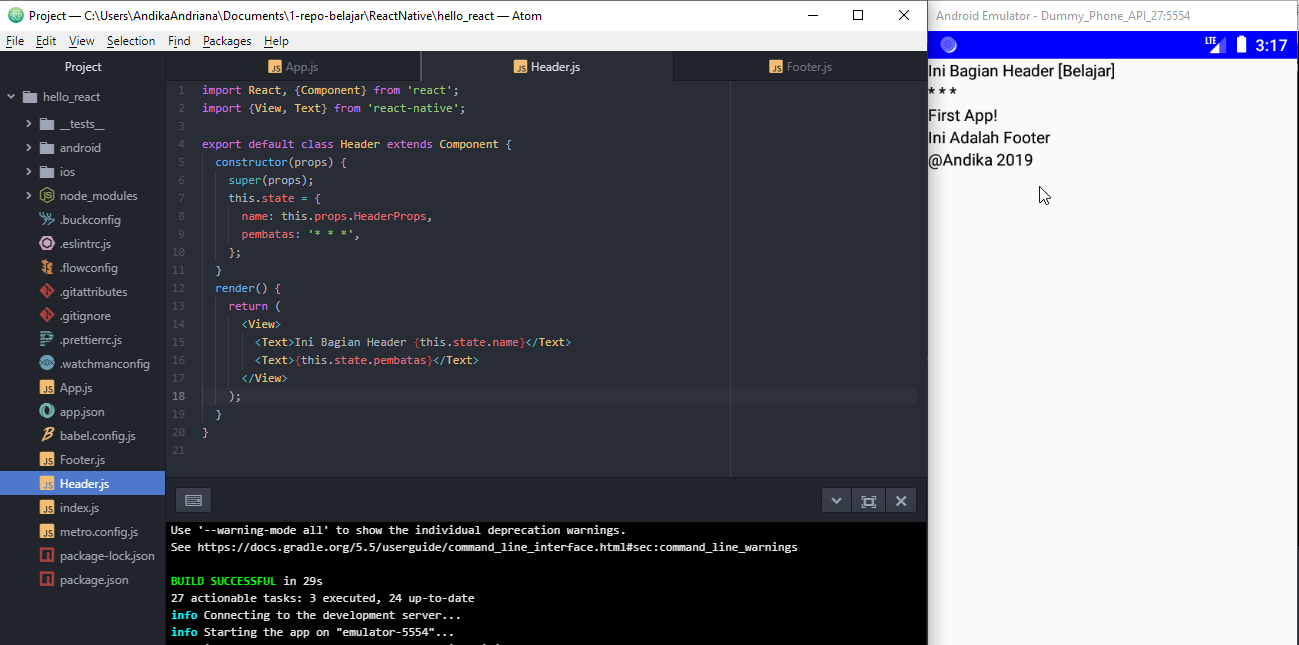 Project — C:\Users\AndikaAndriana\Documents\1-repo-belajar\ReactNative\hello_react — Atom
File Edit View Selection Find Packages Help
Project
hello_react
__tests__
android
ios
node_modules
.buckconfig
.eslintrc.js
.flowconfig
.gitattributes
.gitignore
.prettierrc.js
.watchmanconfig
App.js
app.json
babel.config.js
Footer.js
Header.js
index.js
metro.config.js
package-lock.json
package.json
App.js Header.js Footer.js
1 import React, {Component} from 'react';
2 import {View, Text} from 'react-native';
3
4 export default class Header extends Component {
5 constructor(props) {
6 super(props);
7 this.state = {
8 name: this.props.HeaderProps,
9 pembatas: '* * *',
10 };
11 }
12 render() {
13 return (
14 <View>
15 <Text>Ini Bagian Header {this.state.name}</Text>
16 <Text>{this.state.pembatas}</Text>
17 </View>
18 );
19 }
20 }
21
Use '--warning-mode all' to show the individual deprecation warnings.
See https://docs.gradle.org/5.5/userguide/command_line_interface.html#sec:command_line_warnings
BUILD SUCCESSFUL in 29s
27 actionable tasks: 3 executed, 24 up-to-date
info Connecting to the development server...
info Starting the app on "emulator-5554"...
Android Emulator - Dummy_Phone_API_27:5554
LTE 3:17
Ini Bagian Header [Belajar]
* * *
First App!
Ini Adalah Footer
@Andika 2019